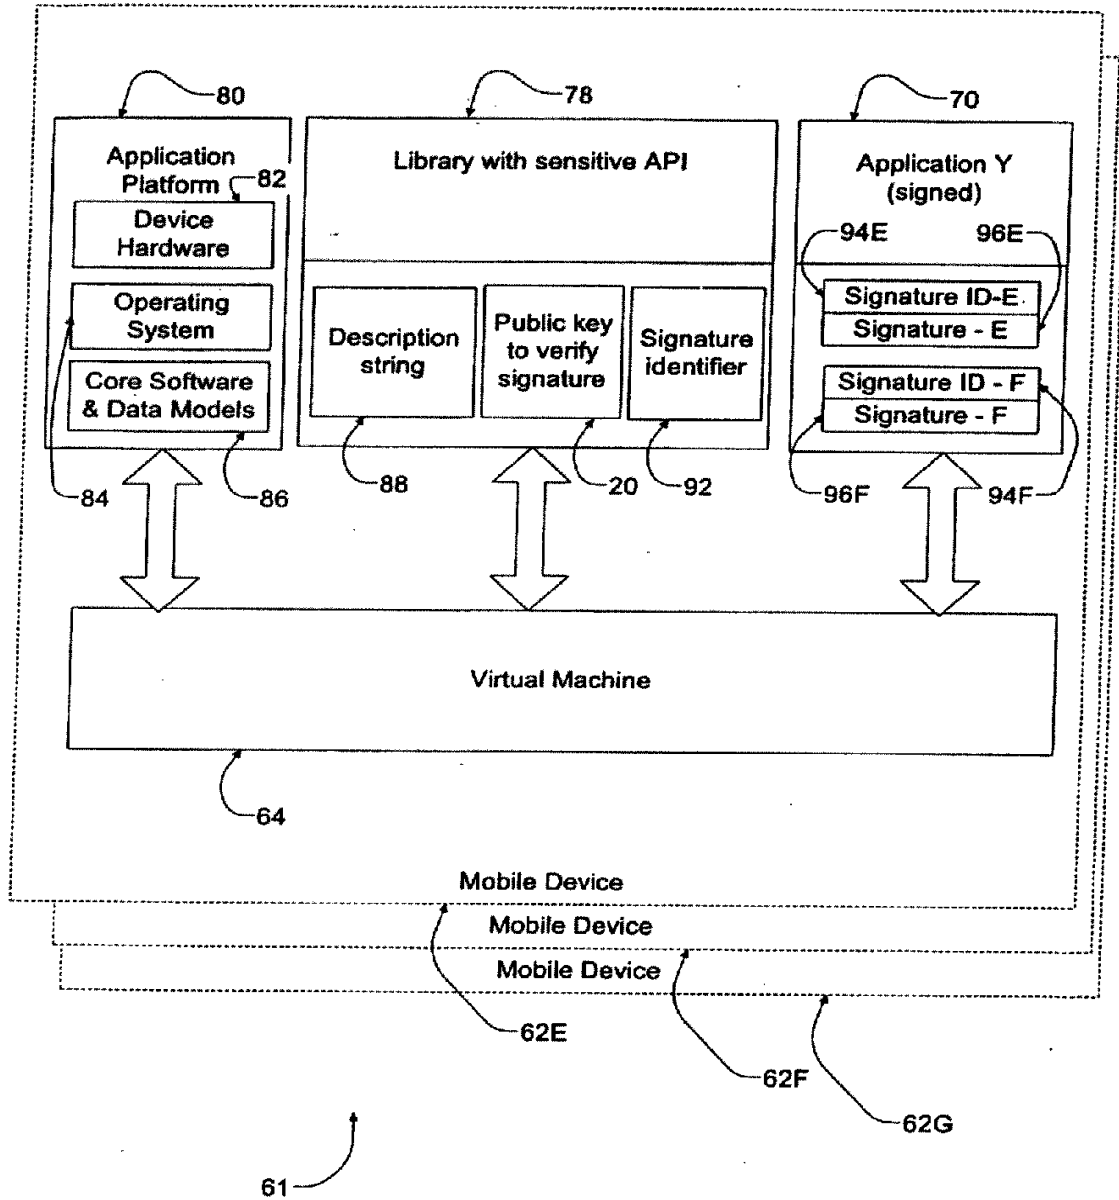 80
78
70
Application
Platform
82
Device
Hardware
Operating
System
Core Software
& Data Models
84
86
Library with sensitive API
Description
string
Public key
to verify
signature
Signature
identifier
88
20
92
Application Y
(signed)
94E
96E
Signature ID-E
Signature - E
Signature ID - F
Signature - F
96F
94F
Virtual Machine
64
Mobile Device
Mobile Device
Mobile Device
62E
62F
62G
61